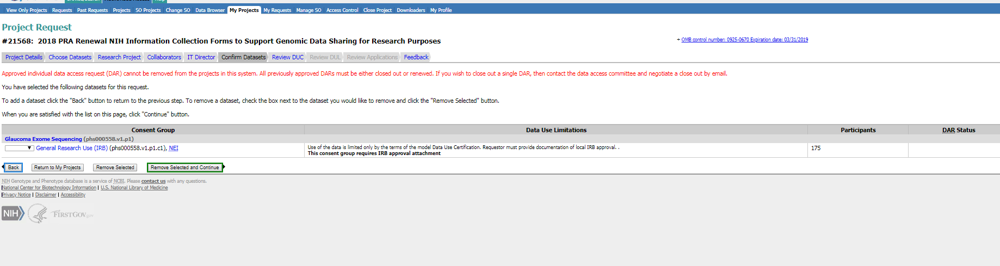 View Only Projects Requests Past Requests Projects SO Projects Change SO Data Browser My Projects My Requests Manage SO Access Control Close Project Downloaders My Profile
Project Request
#21568: 2018 PRA Renewal NIH Information Collection Forms to Support Genomic Data Sharing for Research Purposes
+ OMB control number: 0925-0670 Expiration date: 03/31/2019
Project Details Choose Datasets Research Project Collaborators IT Director Confirm Datasets Review DUC Review DUL Review Applications Feedback
Approved individual data access request (DAR) cannot be removed from the projects in this system. All previously approved DARs must be either closed out or renewed. If you wish to close out a single DAR, then contact the data access committee and negotiate a close out by email.
You have selected the following datasets for this request.
To add a dataset click the "Back" button to return to the previous step. To remove a dataset, check the box next to the dataset you would like to remove and click the "Remove Selected" button.
When you are satisfied with the list on this page, click "Continue" button.
Consent Group Data Use Limitations Participants DAR Status
Glaucoma Exome Sequencing (phs000558.v1.p1)
General Research Use (IRB) (phs000558.v1.p1.c1), NEI
Use of the data is limited only by the terms of the model Data Use Certification. Requestor must provide documentation of local IRB approval. .
This consent group requires IRB approval attachment
175
Back Return to My Projects Remove Selected Remove Selected and Continue
NIH Genotype and Phenotype database is a service of NCBI. Please contact us with any questions.
National Center for Biotechnology Information | U.S. National Library of Medicine
Privacy Notice | Disclaimer | Accessibility
NIH FIRSTGOV.gov